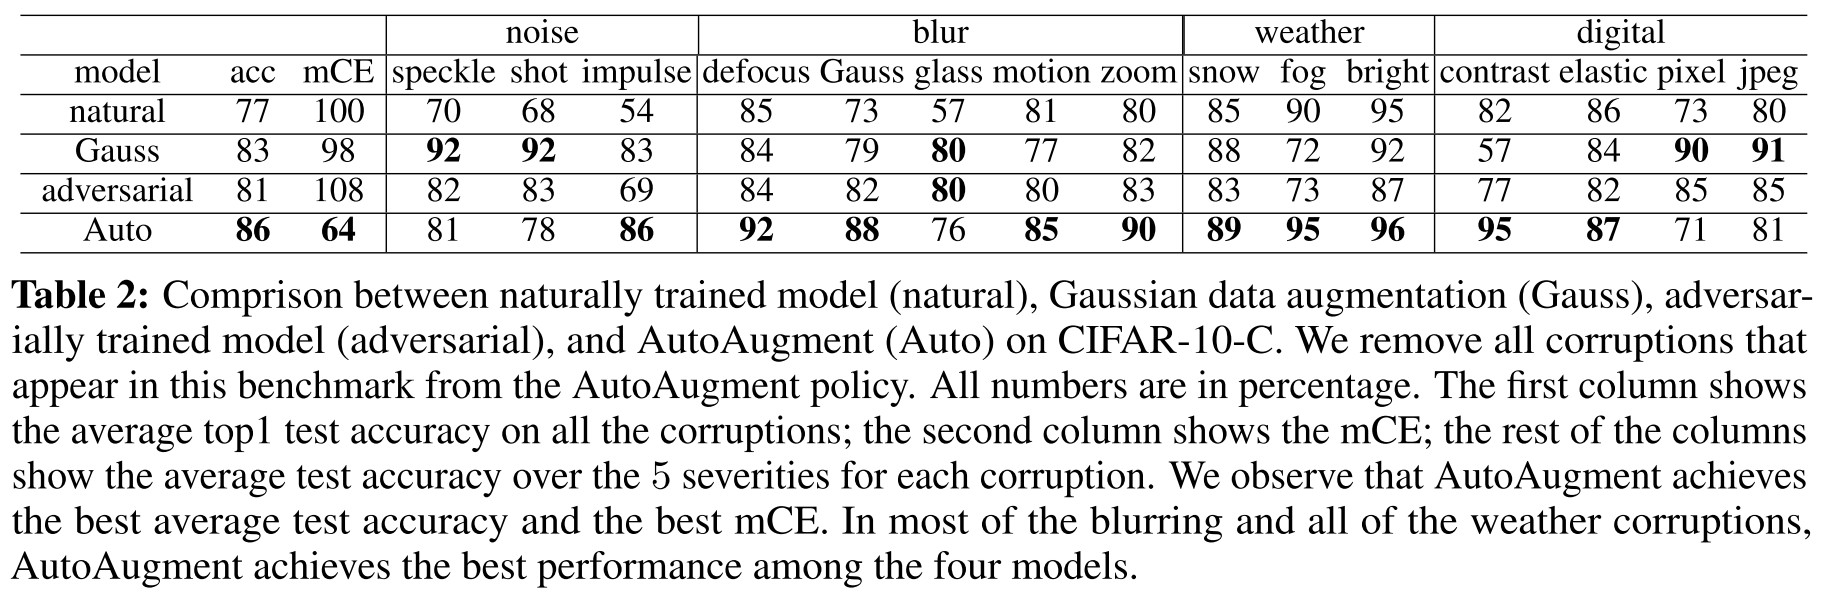 noise blur weather digital
model acc mCE speckle shot impulse defocus Gauss glass motion zoom snow fog bright contrast elastic pixel jpeg
natural 77 100 70 68 54 85 73 57 81 80 85 90 95 82 86 73 80
Gauss 83 98 92 92 83 84 79 80 77 82 88 72 92 57 84 90 91
adversarial 81 108 82 83 69 84 82 80 80 83 83 73 87 77 82 85 85
Auto 86 64 81 78 86 92 88 76 85 90 89 95 96 95 87 71 81
Table 2: Comprison between naturally trained model (natural), Gaussian data augmentation (Gauss), adversar-
ially trained model (adversarial), and AutoAugment (Auto) on CIFAR-10-C. We remove all corruptions that
appear in this benchmark from the AutoAugment policy. All numbers are in percentage. The first column shows
the average top1 test accuracy on all the corruptions; the second column shows the mCE; the rest of the columns
show the average test accuracy over the 5 severities for each corruption. We observe that AutoAugment achieves
the best average test accuracy and the best mCE. In most of the blurring and all of the weather corruptions,
AutoAugment achieves the best performance among the four models.